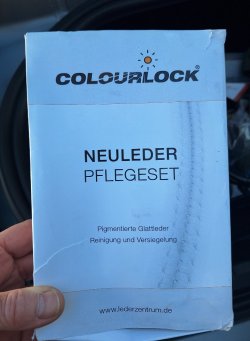 COLOURLOCK®
NEULEDER
PFLEGESET
Pigmentierte Glattleder
Reinigung und Versiegelung
www.lederzentrum.de